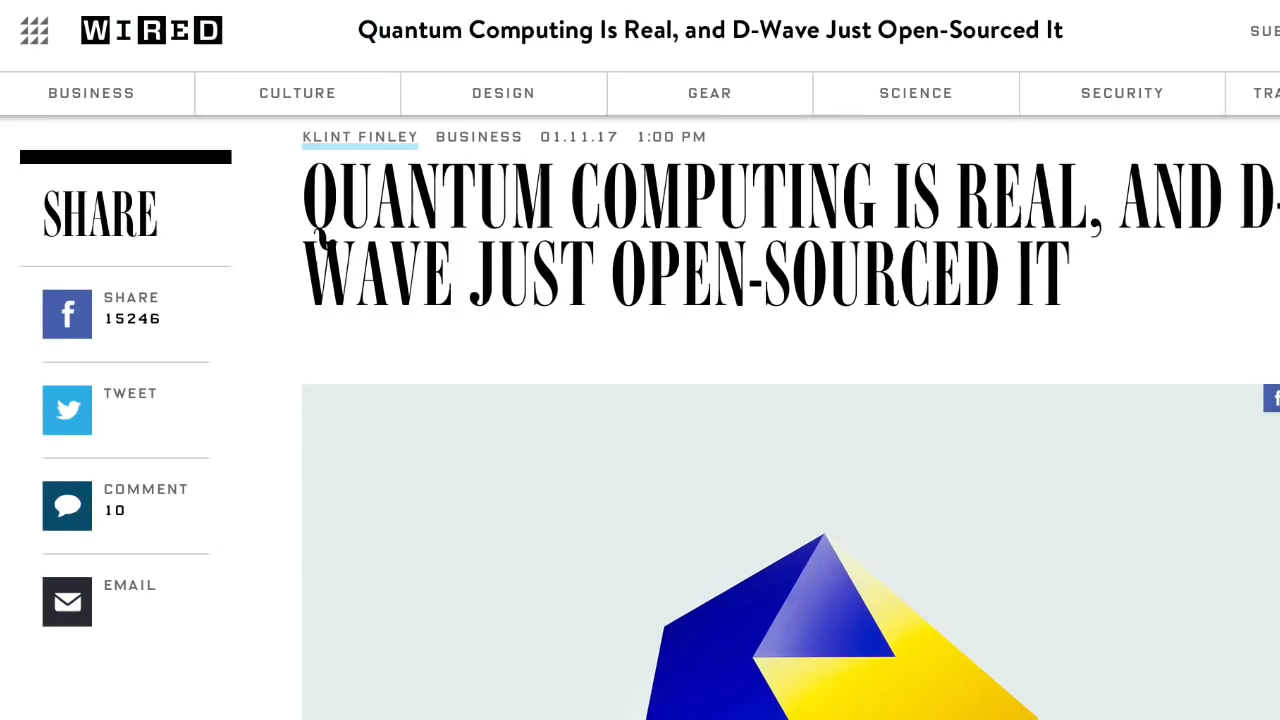 WIRED
Quantum Computing Is Real, and D-Wave Just Open-Sourced It
SUB
BUSINESS
CULTURE
DESIGN
GEAR
SCIENCE
SECURITY
TRA
KLINT FINLEY BUSINESS 01.11.17 1:00 PM
QUANTUM COMPUTING IS REAL, AND D-
WAVE JUST OPEN-SOURCED IT
SHARE
SHARE
15246
TWEET
COMMENT
10
EMAIL